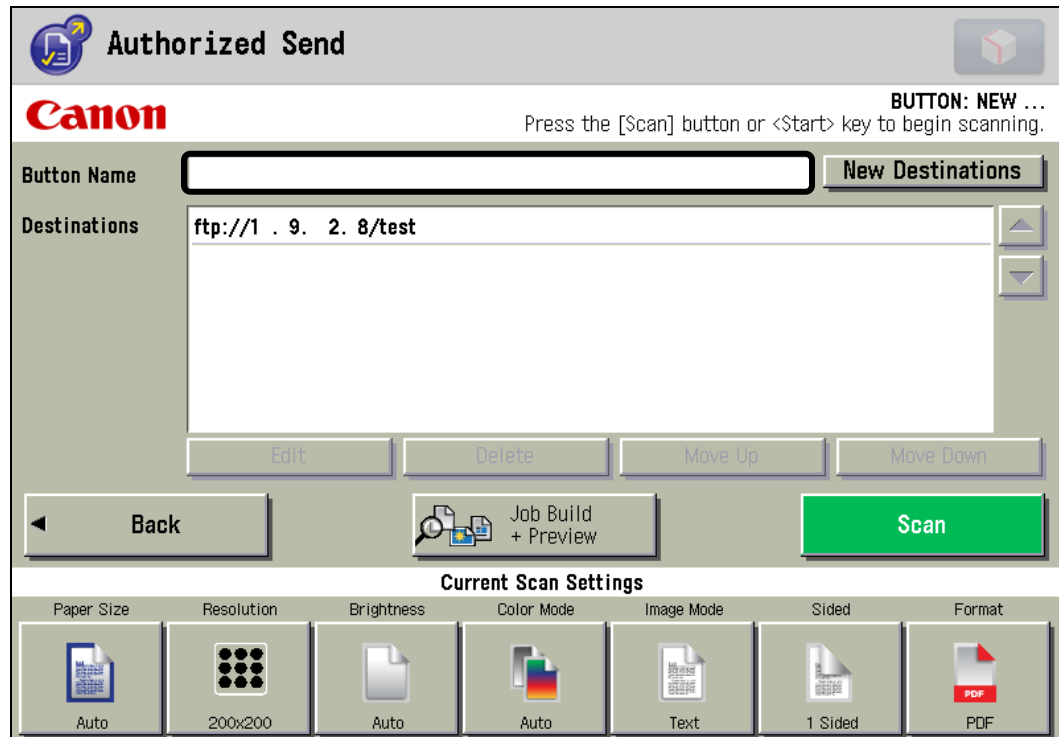 Authorized Send
Canon
BUTTON: NEW ...
Press the [Scan] button or <Start> key to begin scanning.
Button Name
New Destinations
Destinations
ftp://1 . 9. 2. 8/test
Edit
Delete
Move Up
Move Down
Back
Job Build
+ Preview
Scan
Current Scan Settings
Paper Size
Resolution
Brightness
Color Mode
Image Mode
Sided
Format
PDF
Auto
200x200
Auto
Auto
Text
1 Sided
PDF